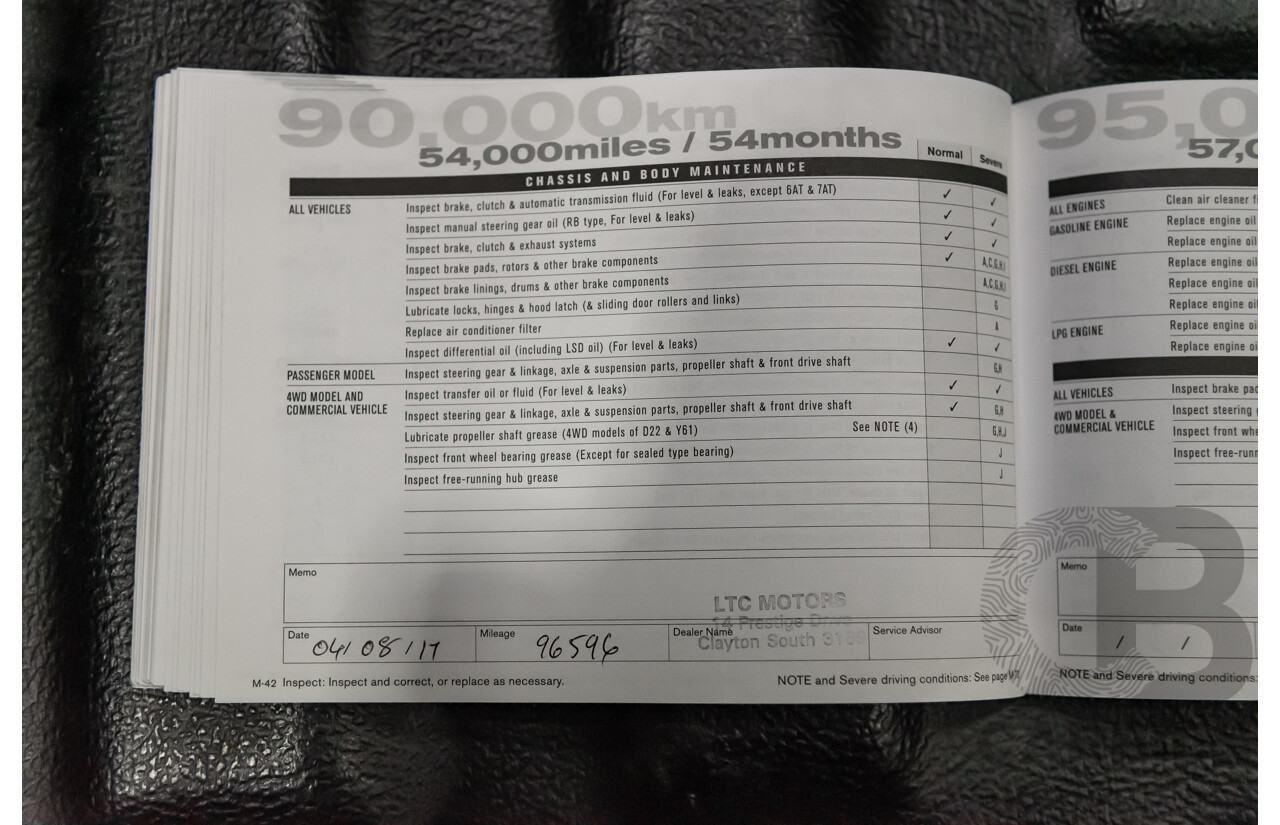 90,000km
54,000miles / 54months
Normal Severe
CHASSIS AND BODY MAINTENANCE
ALL VEHICLES Inspect brake, clutch & automatic transmission fluid (For level & leaks, except 6AT & 7AT) ✓ ✓
Inspect manual steering gear oil (RB type, For level & leaks) ✓ ✓
Inspect brake, clutch & exhaust systems ✓ ✓
Inspect brake pads, rotors & other brake components ✓ A,C,G,H,I
Inspect brake linings, drums & other brake components A,C,G,H,I
Lubricate locks, hinges & hood latch (& sliding door rollers and links) G
Replace air conditioner filter A
Inspect differential oil (including LSD oil) (For level & leaks) ✓ ✓
PASSENGER MODEL Inspect steering gear & linkage, axle & suspension parts, propeller shaft & front drive shaft G,H
4WD MODEL AND Inspect transfer oil or fluid (For level & leaks) ✓ ✓
COMMERCIAL VEHICLE Inspect steering gear & linkage, axle & suspension parts, propeller shaft & front drive shaft ✓ G,H
Lubricate propeller shaft grease (4WD models of D22 & Y61) See NOTE (4) G,H,J
Inspect front wheel bearing grease (Except for sealed type bearing) J
Inspect free-running hub grease J
Memo
LTC MOTORS
14 Prestige Drive
Clayton South 3169
Date 04/08/17 Mileage 96596 Dealer Name Service Advisor
M-42 Inspect: Inspect and correct, or replace as necessary. NOTE and Severe driving conditions: See page
95,0
57,0
ALL ENGINES Clean air cleaner fi
GASOLINE ENGINE Replace engine oil
Replace engine oil
DIESEL ENGINE Replace engine oil
Replace engine oil
Replace engine oil
LPG ENGINE Replace engine oil
Replace engine oil
ALL VEHICLES Inspect brake pad
4WD MODEL & Inspect steering
COMMERCIAL VEHICLE Inspect front whe
Inspect free-runn
Memo
Date / /
NOTE and Severe driving conditions:
CB